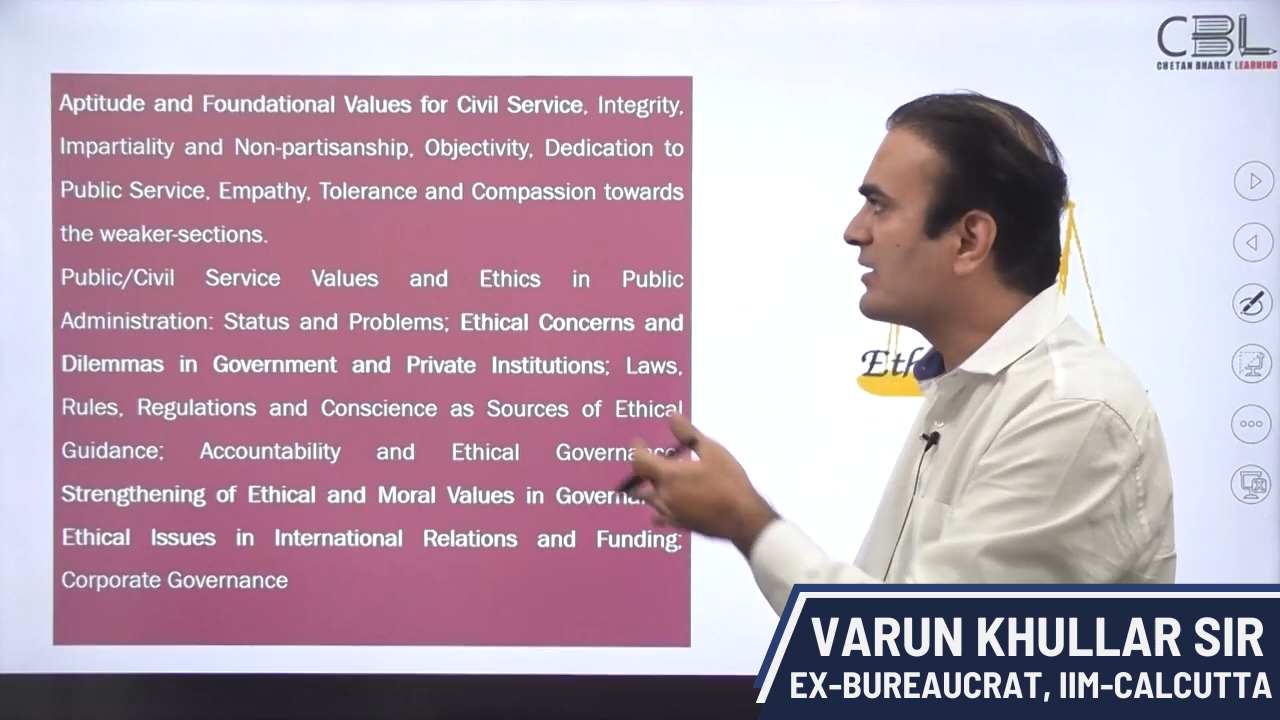 CBL
CHETAN BHARAT LEARNING
Aptitude and Foundational Values for Civil Service, Integrity,
Impartiality and Non-partisanship, Objectivity, Dedication to
Public Service, Empathy, Tolerance and Compassion towards
the weaker-sections.
Public/Civil Service Values and Ethics in Public
Administration: Status and Problems; Ethical Concerns and
Dilemmas in Government and Private Institutions; Laws,
Rules, Regulations and Conscience as Sources of Ethical
Guidance; Accountability and Ethical
Strengthening of Ethical and Moral Values in
Ethical Issues in International Relations and Funding;
Corporate Governance
VARUN KHULLAR SIR
EX-BUREAUCRAT, IIM-CALCUTTA